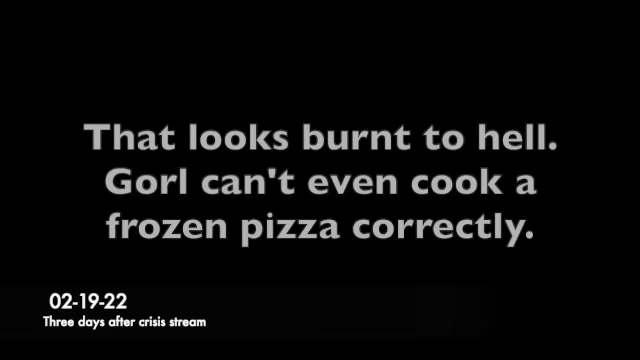 That looks burnt to hell.
Gorl can't even cook a
frozen pizza correctly.
02-19-22
Three days after crisis stream